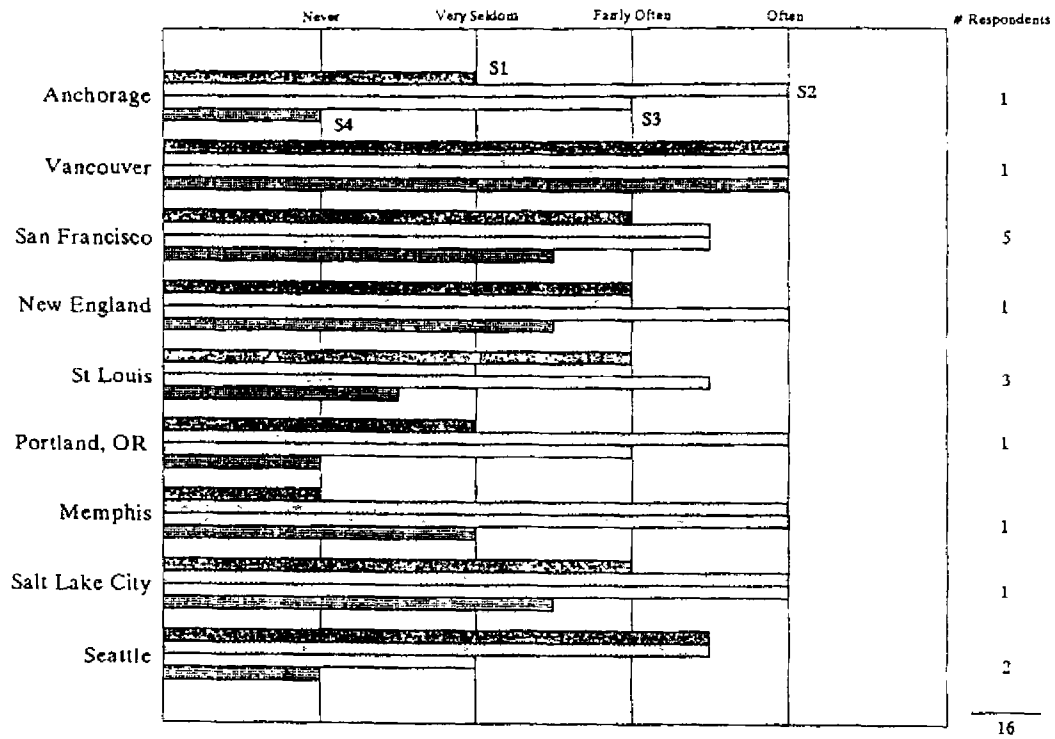 Never Very Seldom Fairly Often Often # Respondents
S1
Anchorage S2 1
S4 S3
Vancouver 1
San Francisco 5
New England 1
St Louis 3
Portland, OR 1
Memphis 1
Salt Lake City 1
Seattle 2
16